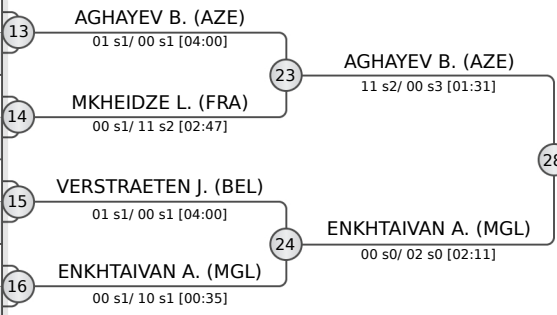 13
AGHAYEV B. (AZE)
01 s1/ 00 s1 [04:00]
23
AGHAYEV B. (AZE)
11 s2/ 00 s3 [01:31]
14
MKHEIDZE L. (FRA)
00 s1/ 11 s2 [02:47]
28
15
VERSTRAETEN J. (BEL)
01 s1/ 00 s1 [04:00]
24
ENKHTAIVAN A. (MGL)
00 s0/ 02 s0 [02:11]
16
ENKHTAIVAN A. (MGL)
00 s1/ 10 s1 [00:35]